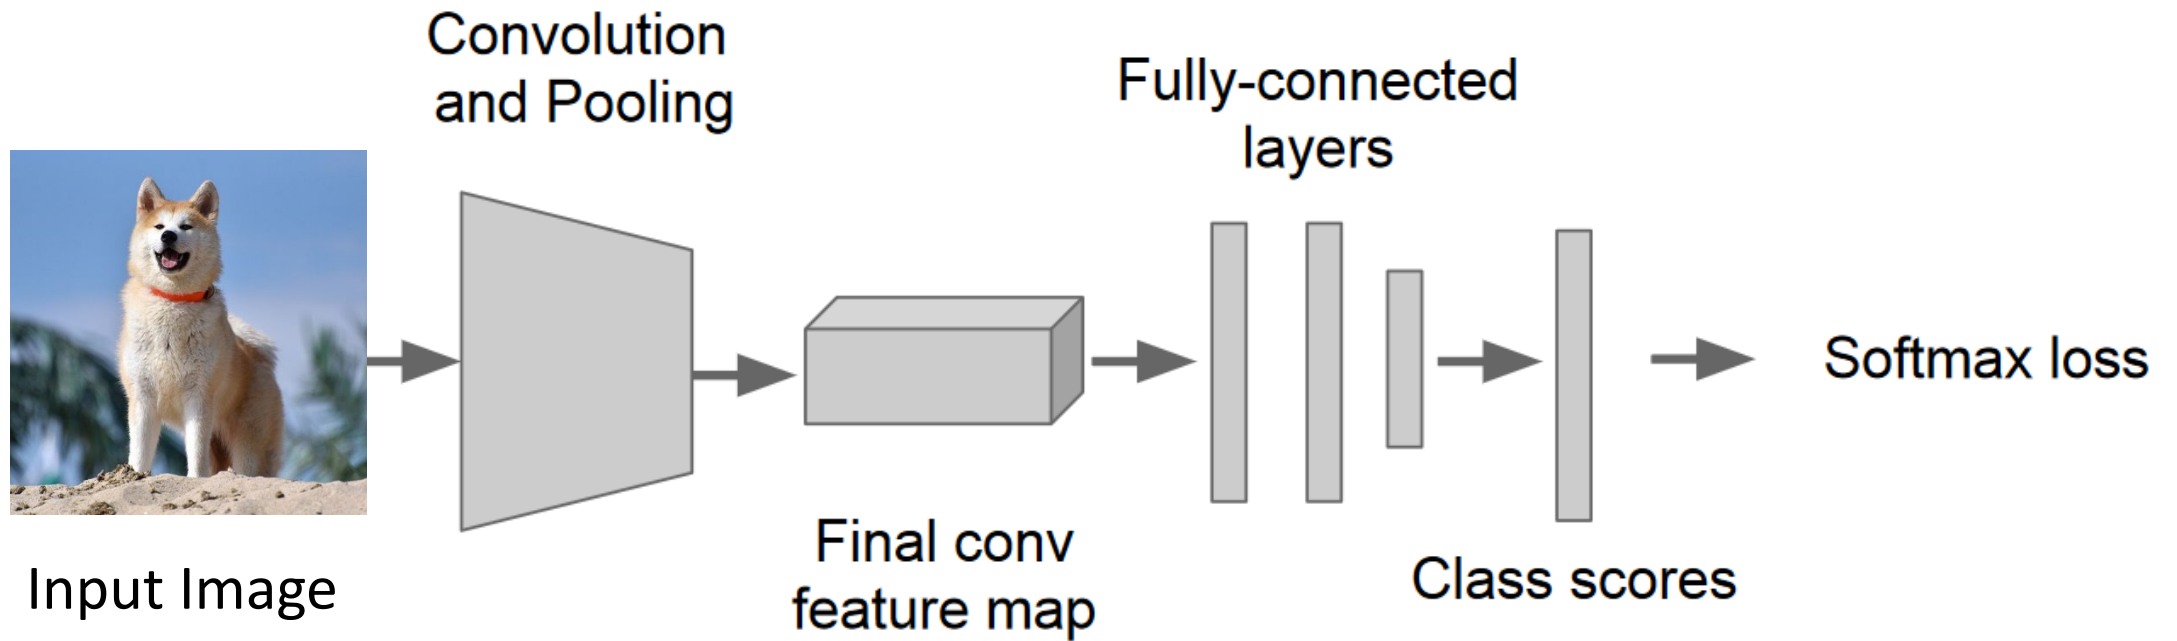 Convolution
and Pooling
Fully-connected
layers
Softmax loss
Final conv
feature map
Class scores
Input Image